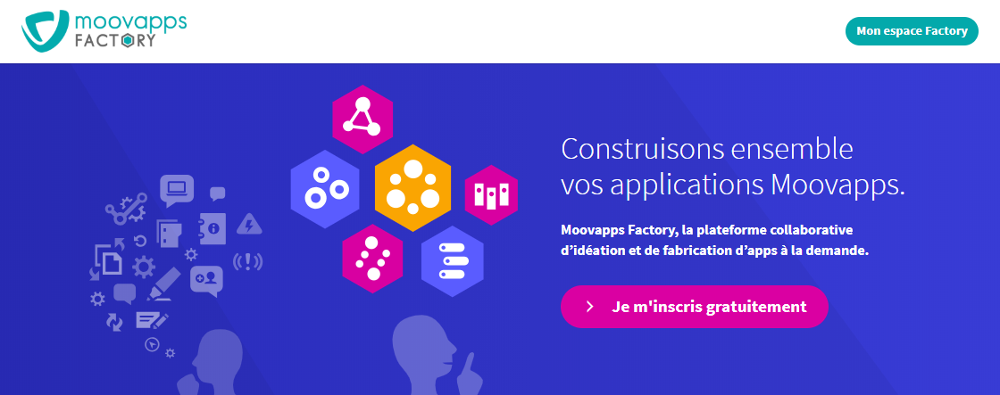 moovapps
FACTORY
Mon espace Factory
Construisons ensemble
vos applications Moovapps.
Moovapps Factory, la plateforme collaborative
d’idéation et de fabrication d’apps à la demande.
Je m'inscris gratuitement